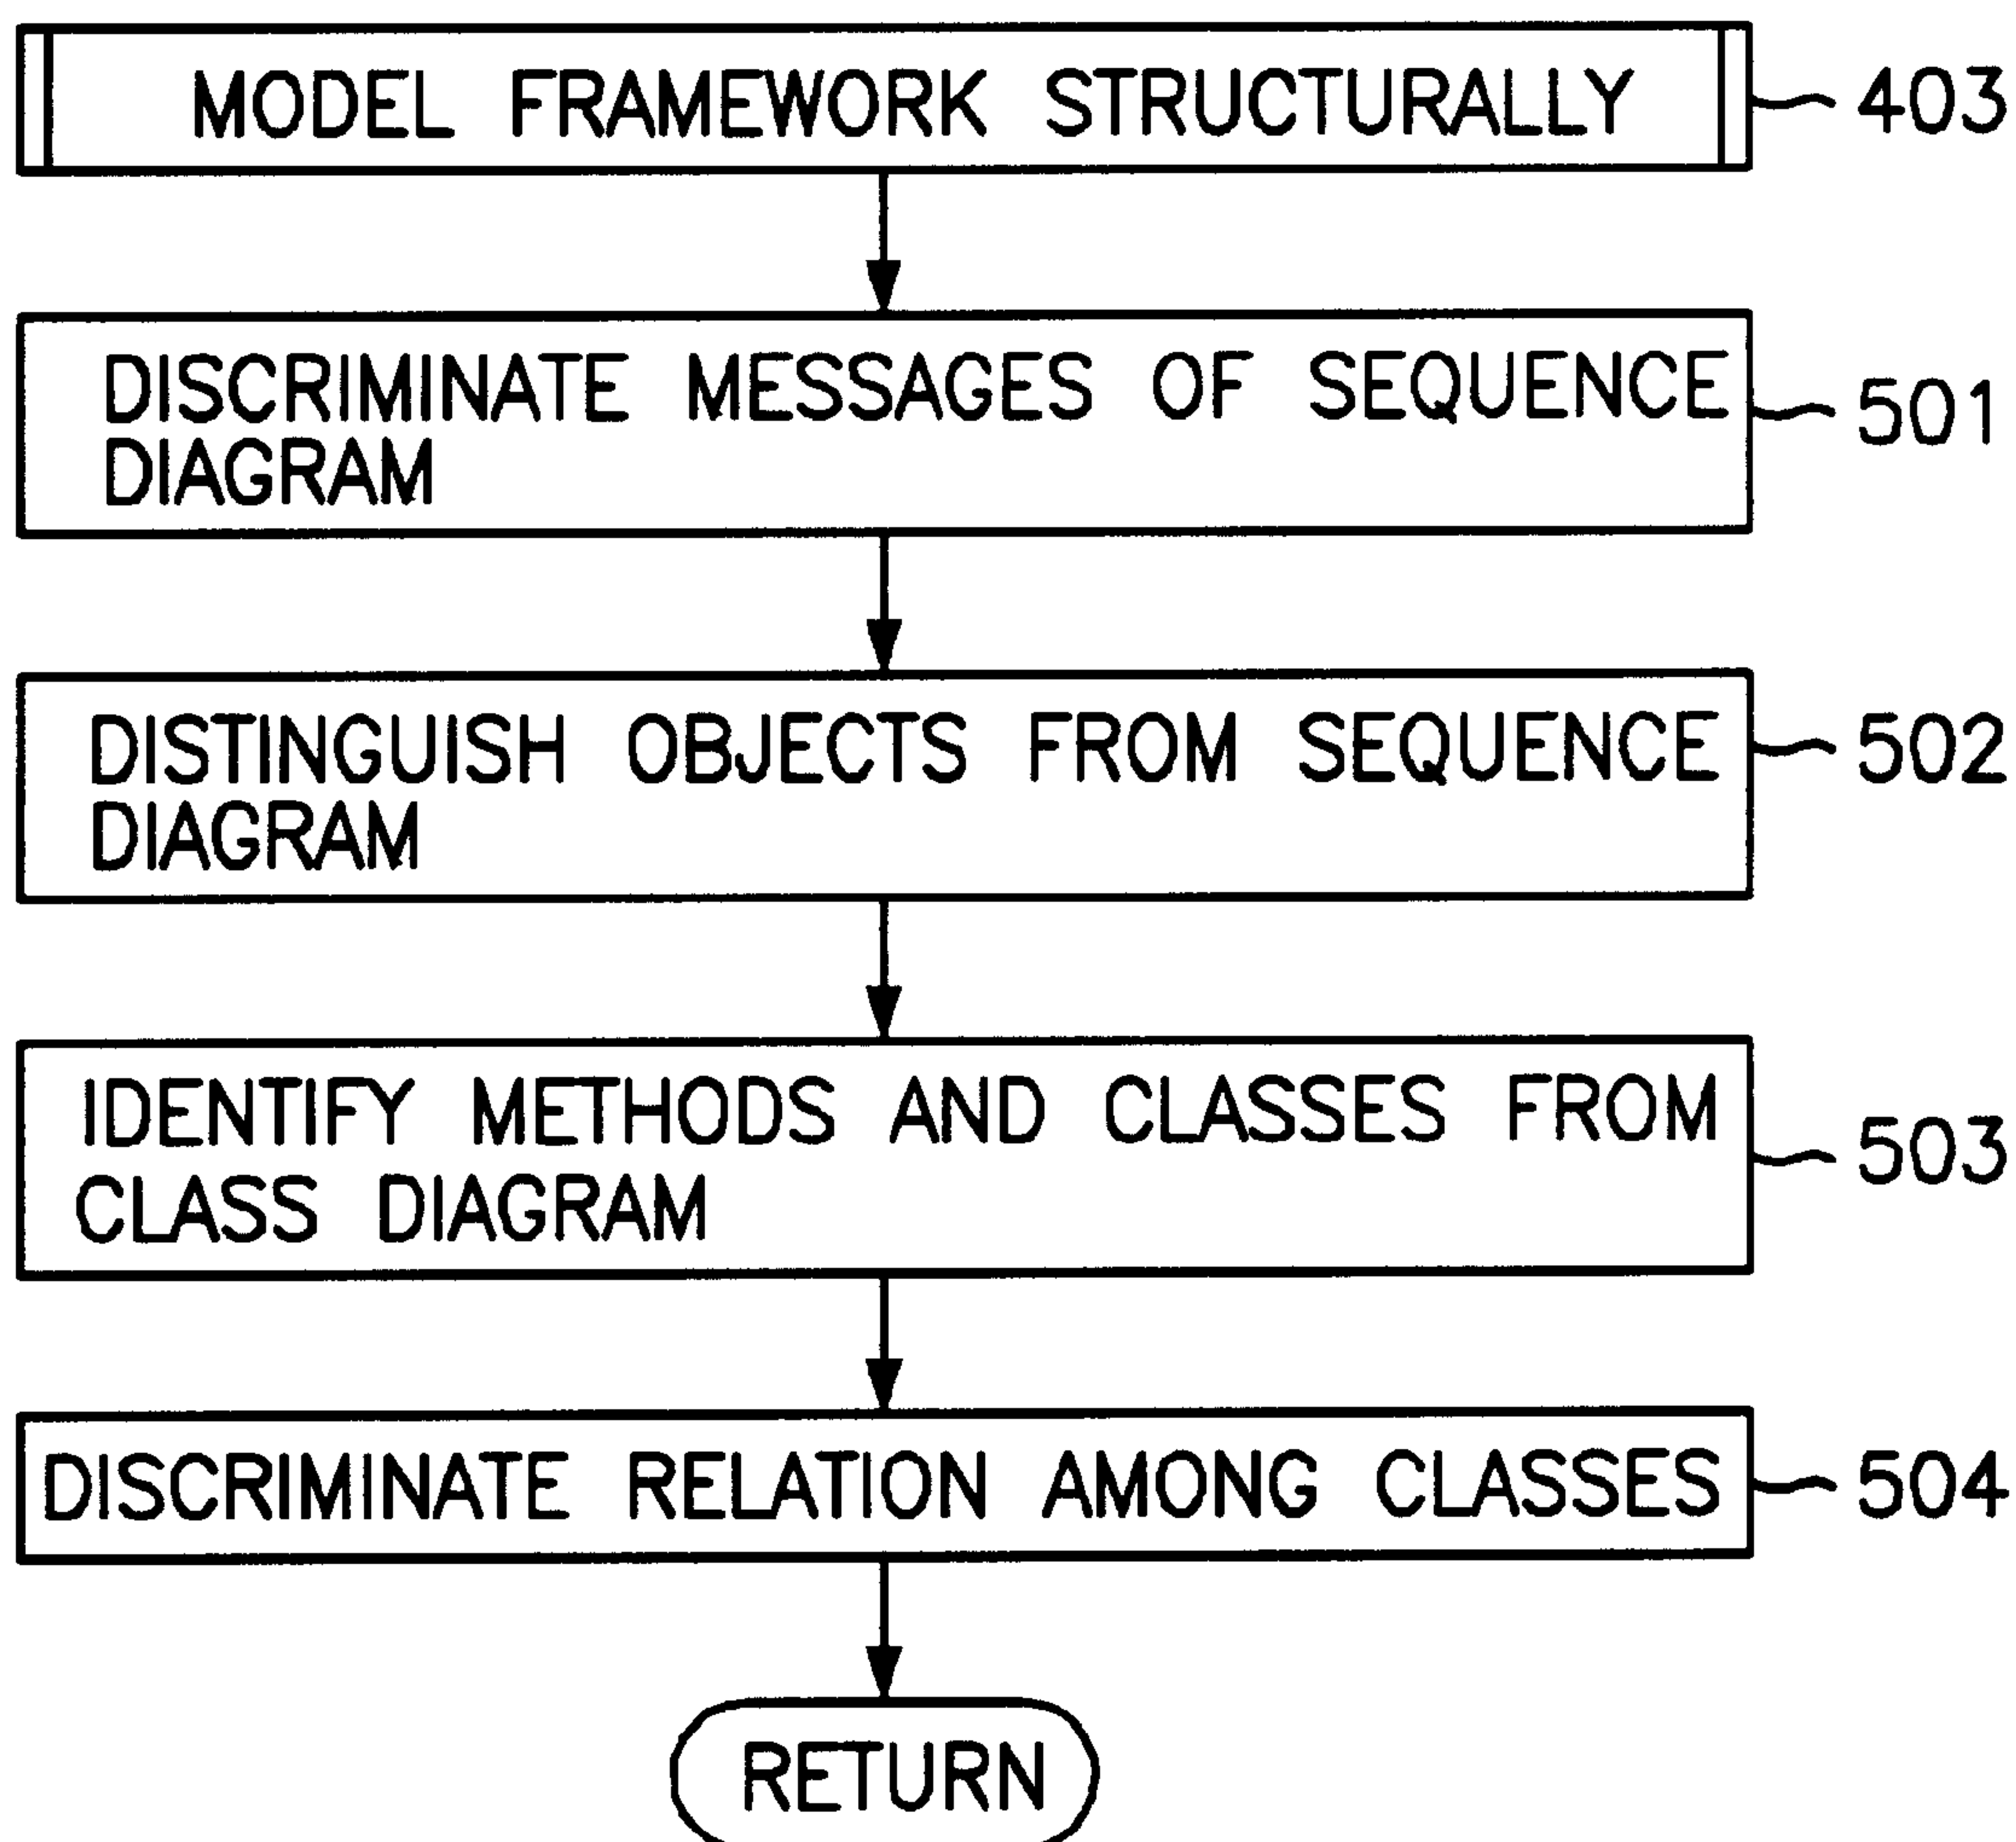 MODEL FRAMEWORK STRUCTURALLY 403
DISCRIMINATE MESSAGES OF SEQUENCE
DIAGRAM
501
DISTINGUISH OBJECTS FROM SEQUENCE
DIAGRAM
502
IDENTIFY METHODS AND CLASSES FROM
CLASS DIAGRAM
503
DISCRIMINATE RELATION AMONG CLASSES 504
RETURN